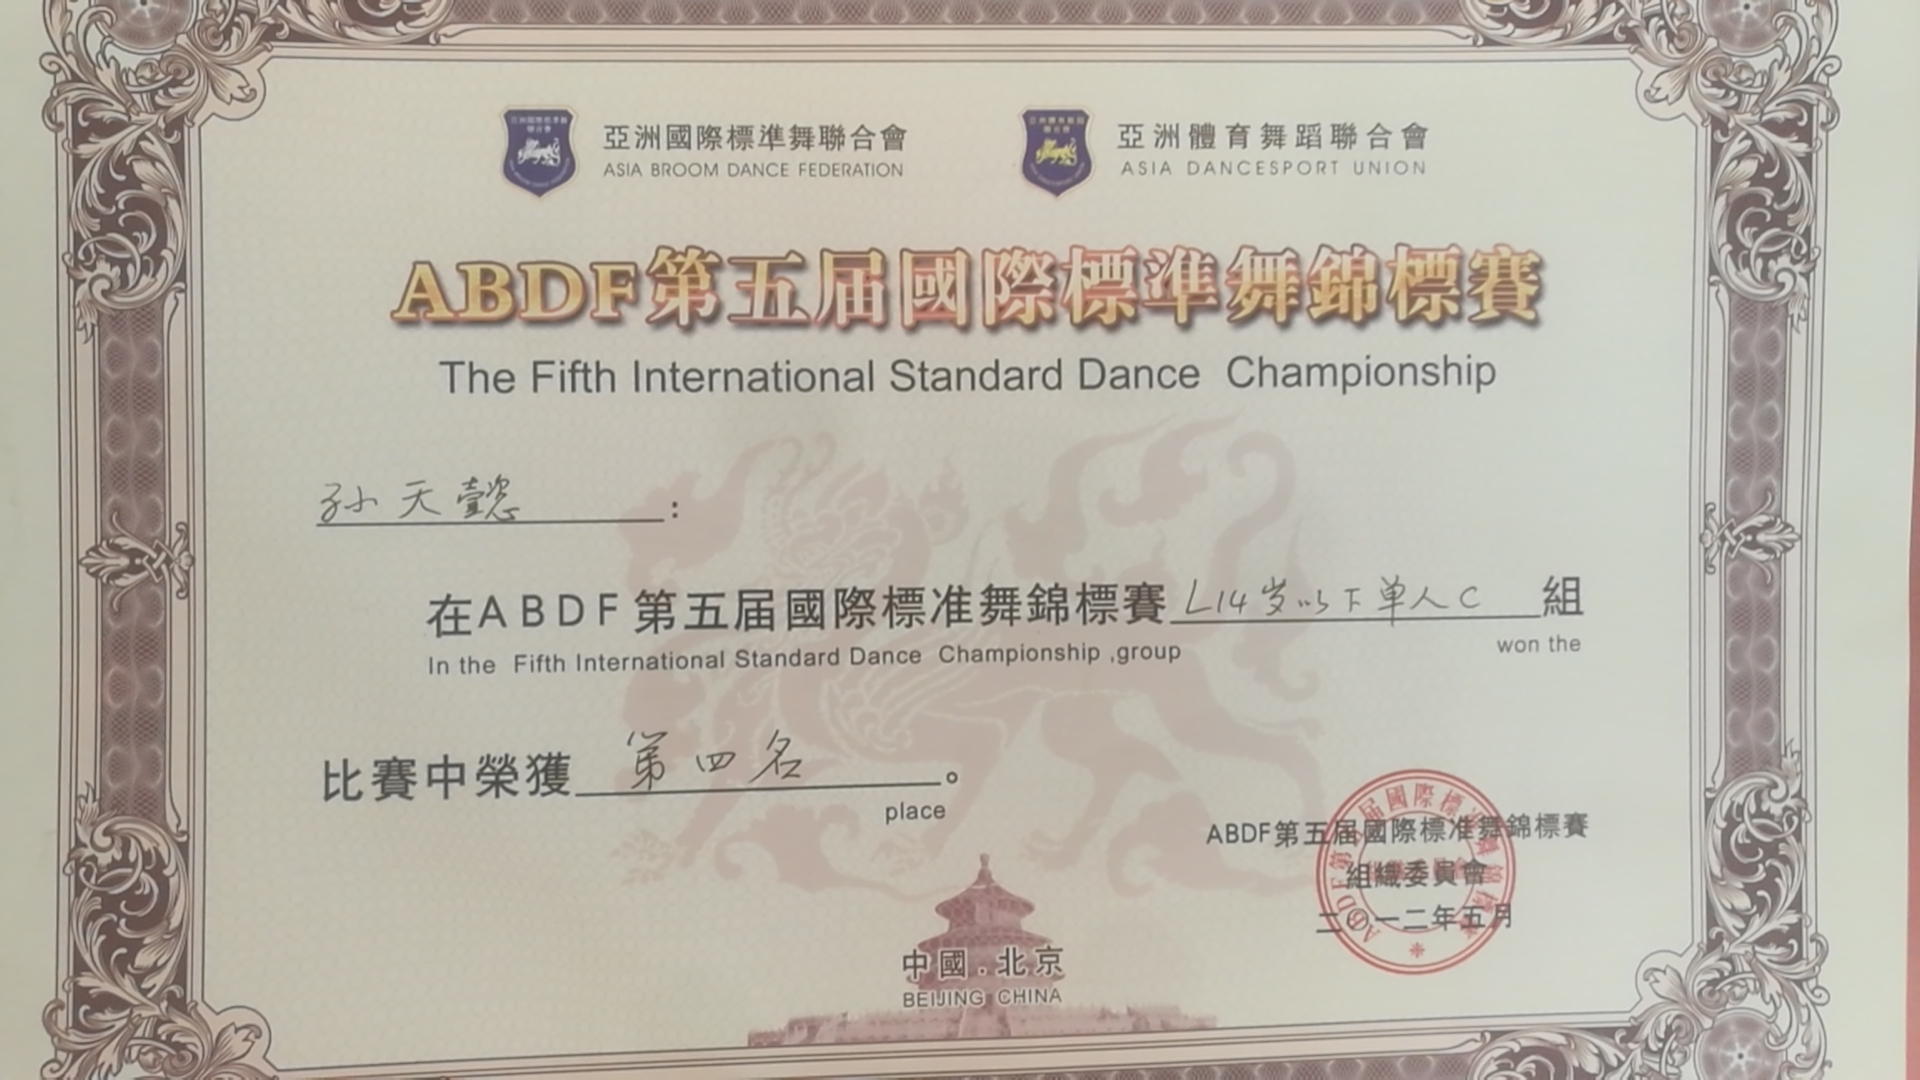 亞洲國際標準舞聯合會
ASIA BROOM DANCE FEDERATION
亞洲體育舞蹈聯合會
ASIA DANCESPORT UNION
ABDF第五届國際標準舞錦標賽
The Fifth International Standard Dance Championship
孙天懿:
在ABDF第五届國際標准舞錦標賽L14岁以下单人C組
In the Fifth International Standard Dance Championship ,group won the
比賽中榮獲第四名。
place
ABDF第五届國際標准舞錦標賽
組織委員會
二〇一二年五月
中國.北京
BEIJING CHINA